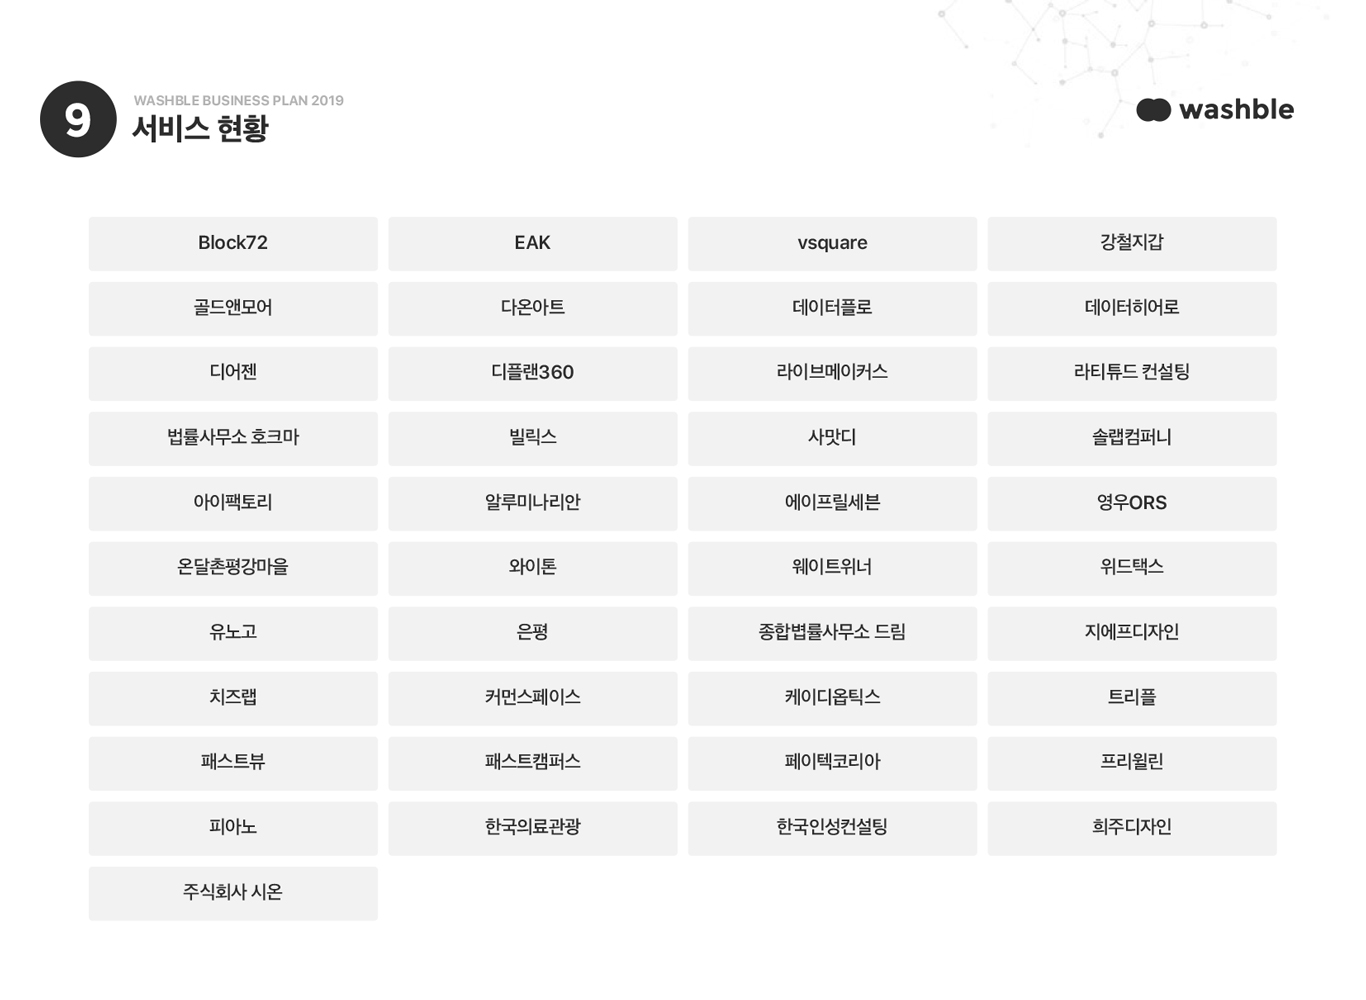 9
WASHBLE BUSINESS PLAN 2019
서비스 현황
washble
Block72
EAK
vsquare
강철지갑
골드앤모어
다온아트
데이터플로
데이터히어로
디어젠
디플랜360
라이브메이커스
라티튜드 컨설팅
법률사무소 호크마
빌릭스
사맛디
솔랩컴퍼니
아이팩토리
알루미나리안
에이프릴세븐
영우ORS
온달촌평강마을
와이톤
웨이트위너
위드택스
유노고
은평
종합볍률사무소 드림
지에프디자인
치즈랩
커먼스페이스
케이디옵틱스
트리플
패스트뷰
패스트캠퍼스
페이텍코리아
프리윌린
피아노
한국의료관광
한국인성컨설팅
희주디자인
주식회사 시온